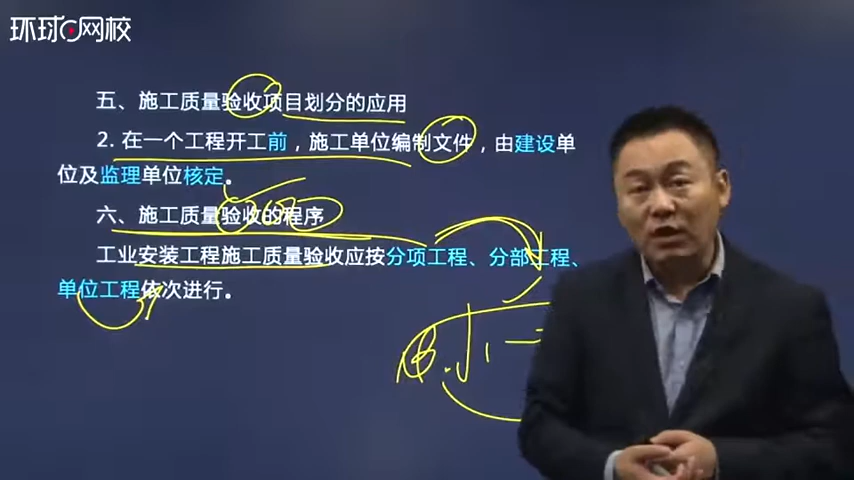 环球网校
五、施工质量验收项目划分的应用
2. 在一个工程开工前，施工单位编制文件，由建设单
位及监理单位核定。
六、施工质量验收的程序
工业安装工程施工质量验收应按分项工程、分部工程、
单位工程依次进行。